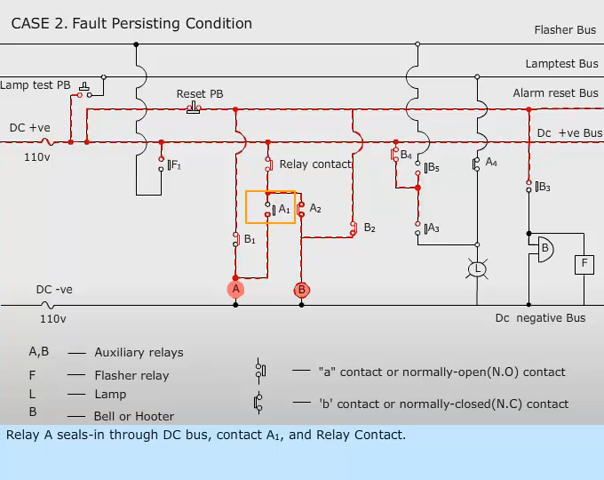 CASE 2. Fault Persisting Condition
Flasher Bus
Lamptest Bus
Lamp test PB
Reset PB
Alarm reset Bus
DC +ve
110v
Dc +ve Bus
F₁
Relay contact
B₄
B₅
A₄
A₁
A₂
B₃
B₂
A₃
B₁
B
F
L
A
B
DC -ve
110v
Dc negative Bus
A,B — Auxiliary relays
F — Flasher relay
L — Lamp
B — Bell or Hooter
— "a" contact or normally-open(N.O) contact
— 'b' contact or normally-closed(N.C) contact
Relay A seals-in through DC bus, contact A₁, and Relay Contact.